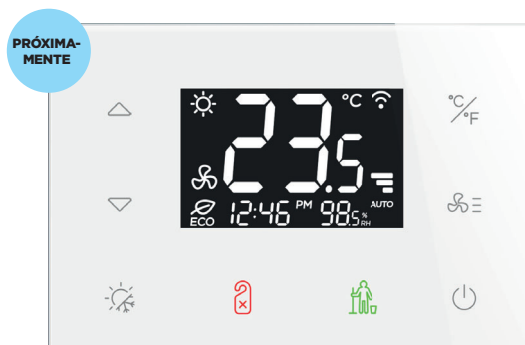 PRÓXIMA-
MENTE
°C
23.5
AUTO
ECO
12:46 PM
98.5% RH
°C/°F